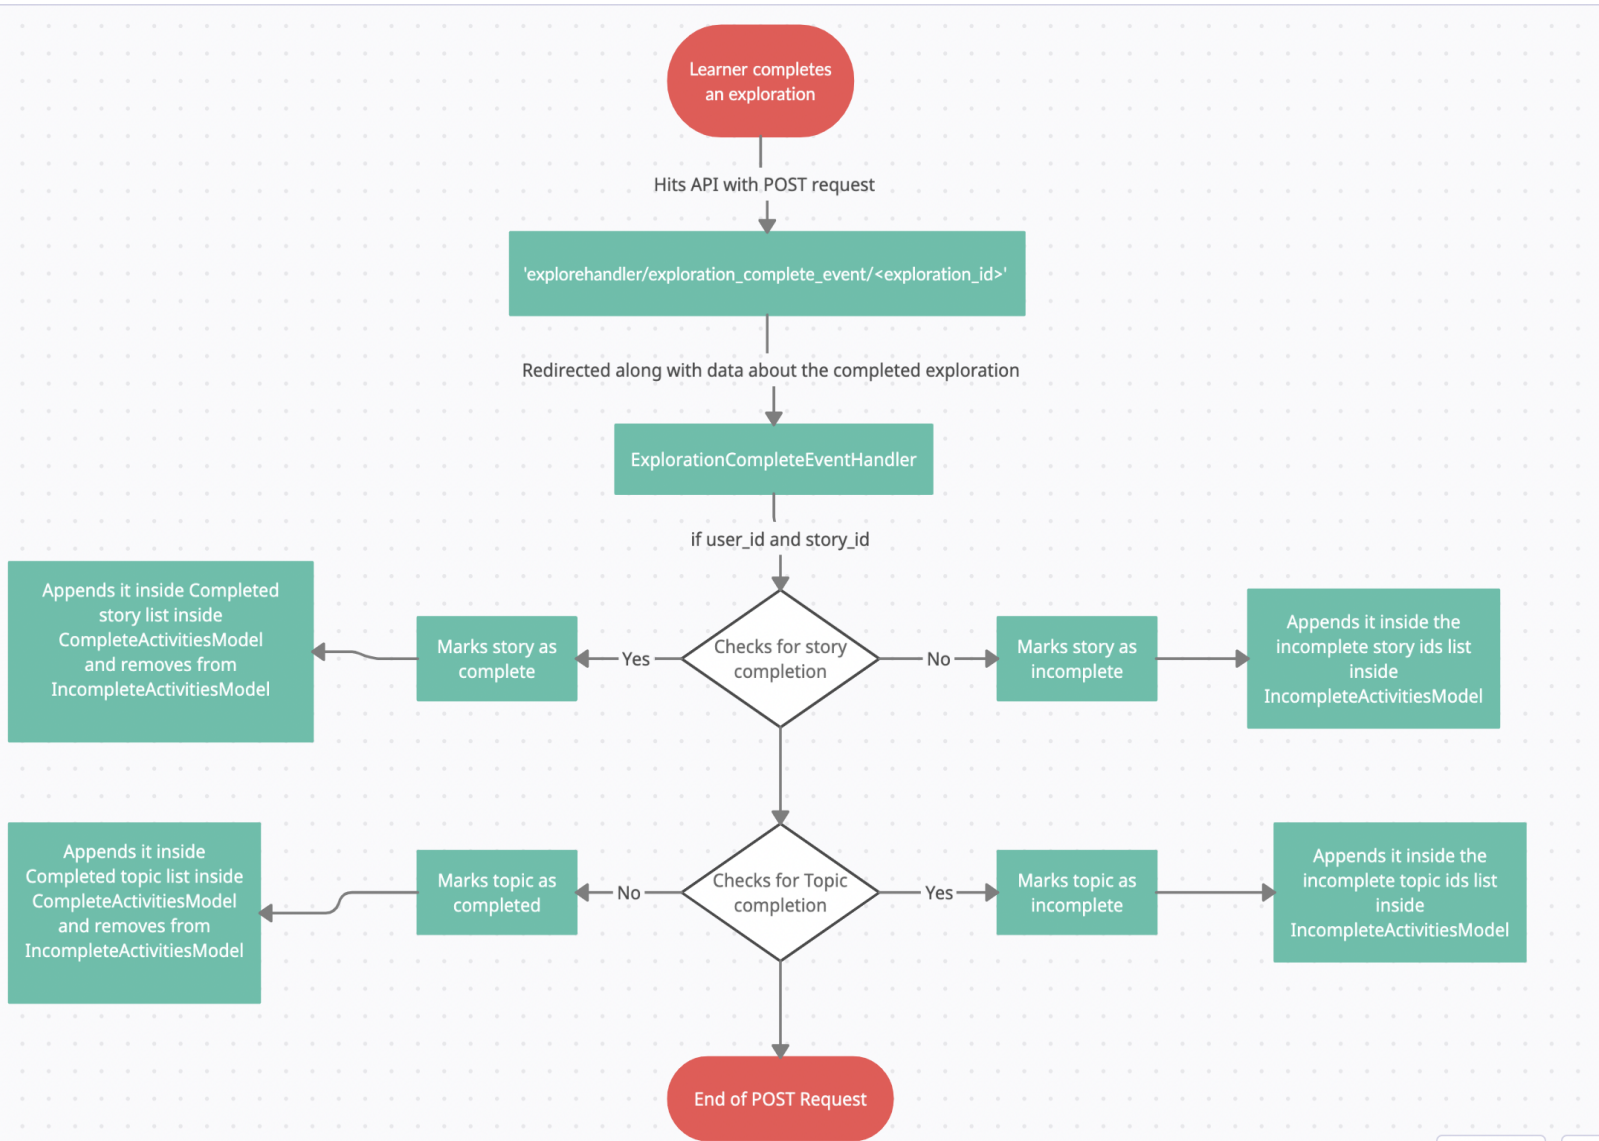 Learner completes
an exploration
Hits API with POST request
'explorehandler/exploration_complete_event/<exploration_id>'
Redirected along with data about the completed exploration
ExplorationCompleteEventHandler
if user_id and story_id
Appends it inside Completed
story list inside
CompleteActivitiesModel
and removes from
IncompleteActivitiesModel
Marks story as
complete
Yes
Checks for story
completion
No
Marks story as
incomplete
Appends it inside the
incomplete story ids list
inside
IncompleteActivitiesModel
Appends it inside
Completed topic list inside
CompleteActivitiesModel
and removes from
IncompleteActivitiesModel
Marks topic as
completed
No
Checks for Topic
completion
Yes
Marks topic as
incomplete
Appends it inside the
incomplete topic ids list
inside
IncompleteActivitiesModel
End of POST Request